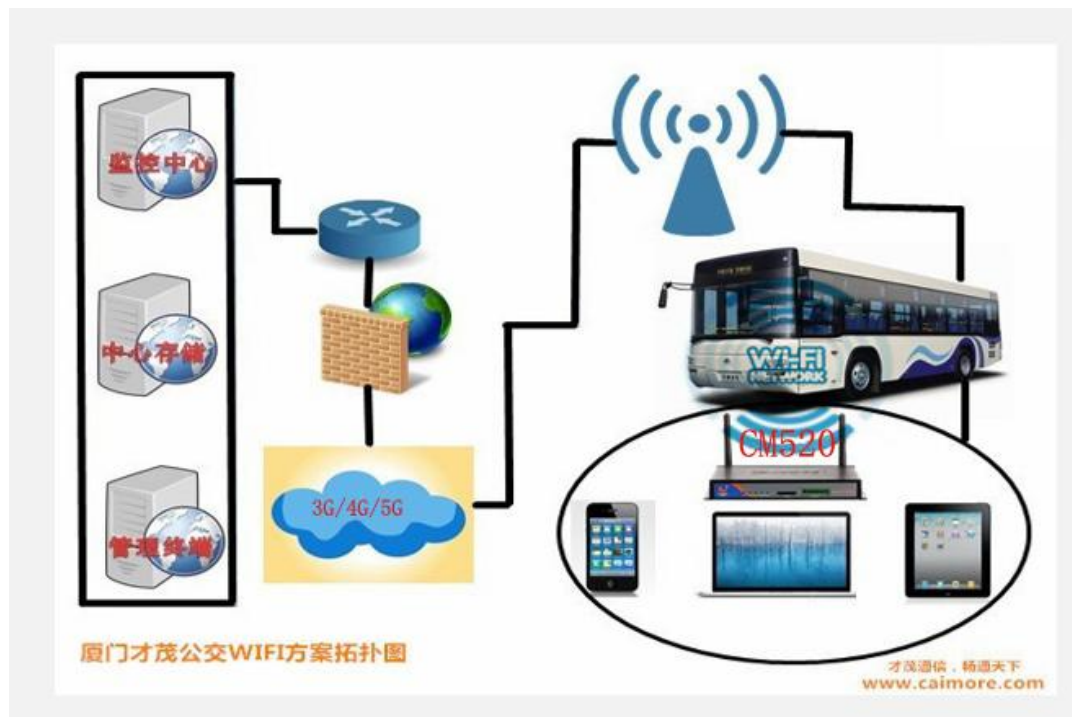 监控中心
中心存储
管理终端
3G/4G/5G
WI-FI
NETWORK
CM520
厦门才茂公交WIFI方案拓扑图
才茂通信，畅通天下
www.caimore.com